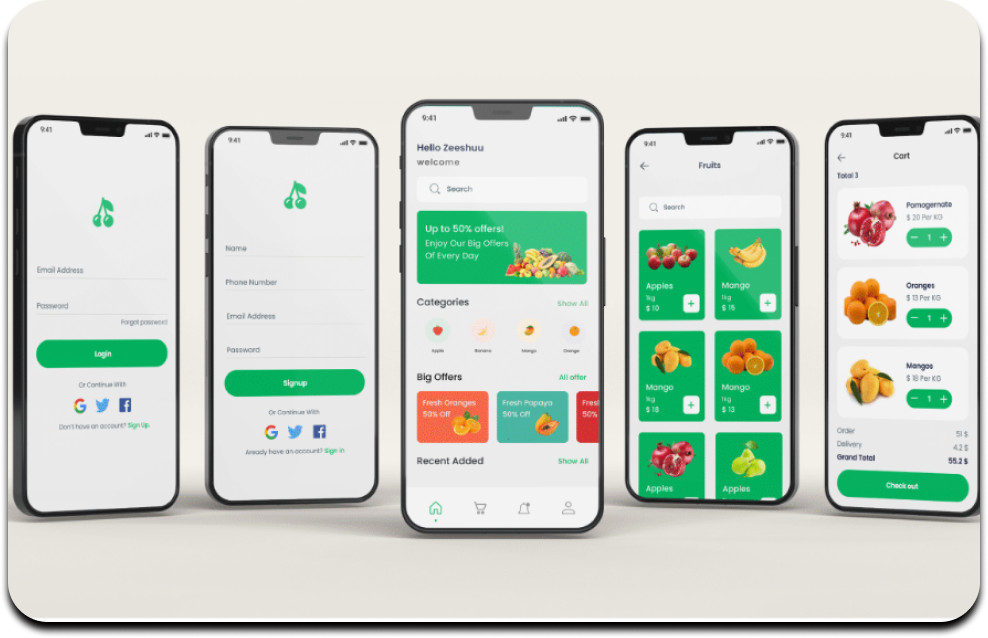 9:41
Email Address
Password
Forgot password
Login
Or Continue With
Don't have an account? Sign Up.
9:41
Name
Phone Number
Email Address
Password
Signup
Or Continue With
Already have an account? Sign in
9:41
Hello Zeeshuu
welcome
Search
Up to 50% offers!
Enjoy Our Big Offers
Of Every Day
Categories Show All
Apple Banana Mango Orange
Big Offers All offer
Fresh Oranges Fresh Papaya Fresl
50% Off 50% Off 50%
Recent Added Show All
9:41
Fruits
Search
Apples Mango
1kg 1kg
$ 10 $ 15
Mango Mango
1kg 1kg
$ 18 $ 13
Apples Apples
9:41
Cart
Total 3
Pomogernate
$ 20 Per KG
1
Oranges
$ 13 Per KG
1
Mangos
$ 18 Per KG
1
Order 51 $
Delivery 4.2 $
Grand Total 55.2 $
Check out